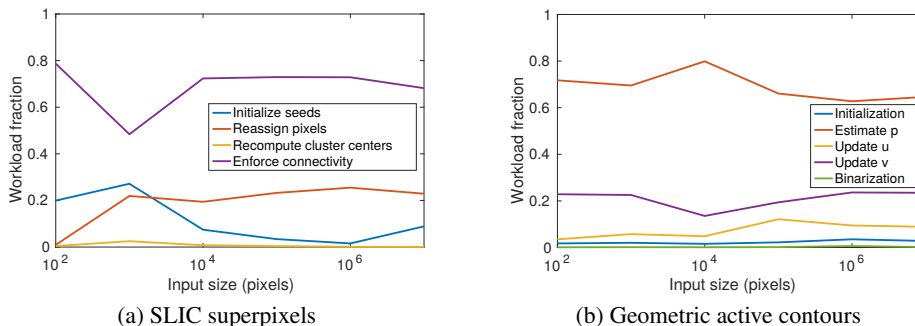 1
0.8
0.6
0.4
0.2
0
Workload fraction
Initialize seeds
Reassign pixels
Recompute cluster centers
Enforce connectivity
10^2
10^4
10^6
Input size (pixels)
(a) SLIC superpixels
1
0.8
0.6
0.4
0.2
0
Workload fraction
Initialization
Estimate p
Update u
Update v
Binarization
10^2
10^4
10^6
Input size (pixels)
(b) Geometric active contours